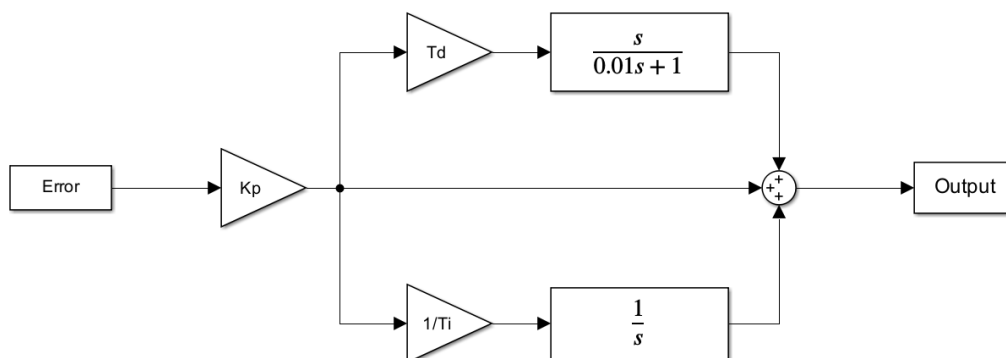 Td
s
0.01s + 1
+
Error
Kp
+
+
Output
1/Ti
1
s